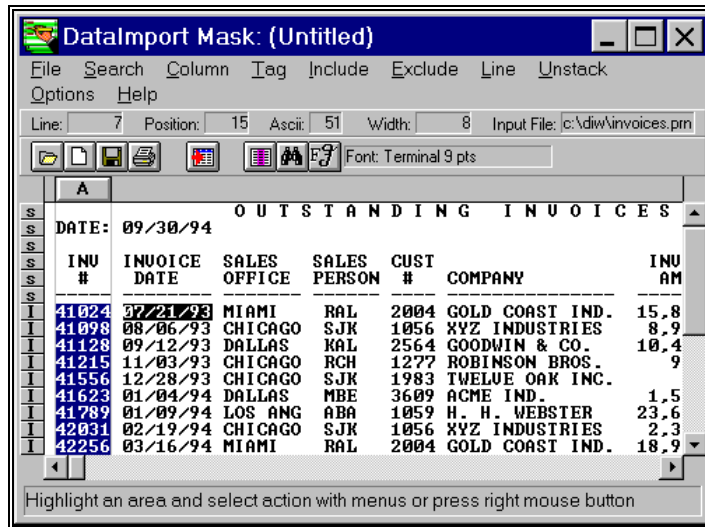 DataImport Mask: (Untitled)
File Search Column Tag Include Exclude Line Unstack
Options Help
Line: 7 Position: 15 Ascii: 51 Width: 8 Input File: c:\diw\invoices.prn
Font: Terminal 9 pts
A
S O U T S T A N D I N G I N V O I C E S
S DATE: 09/30/94
S
S INV INVOICE SALES SALES CUST INV
S # DATE OFFICE PERSON # COMPANY AM
S ----- -------- ------- ------ ---- ---------------- -----
I 41024 07/21/93 MIAMI RAL 2004 GOLD COAST IND. 15,8
I 41098 08/06/93 CHICAGO SJK 1056 XYZ INDUSTRIES 8,9
I 41128 09/12/93 DALLAS KAL 2564 GOODWIN & CO. 10,4
I 41215 11/03/93 CHICAGO RCH 1277 ROBINSON BROS. 9
I 41556 12/28/93 CHICAGO SJK 1983 TWELVE OAK INC.
I 41623 01/04/94 DALLAS MBE 3609 ACME IND. 1,5
I 41789 01/09/94 LOS ANG ABA 1059 H. H. WEBSTER 23,6
I 42031 02/19/94 CHICAGO SJK 1056 XYZ INDUSTRIES 2,3
I 42256 03/16/94 MIAMI RAL 2004 GOLD COAST IND. 18,9
Highlight an area and select action with menus or press right mouse button